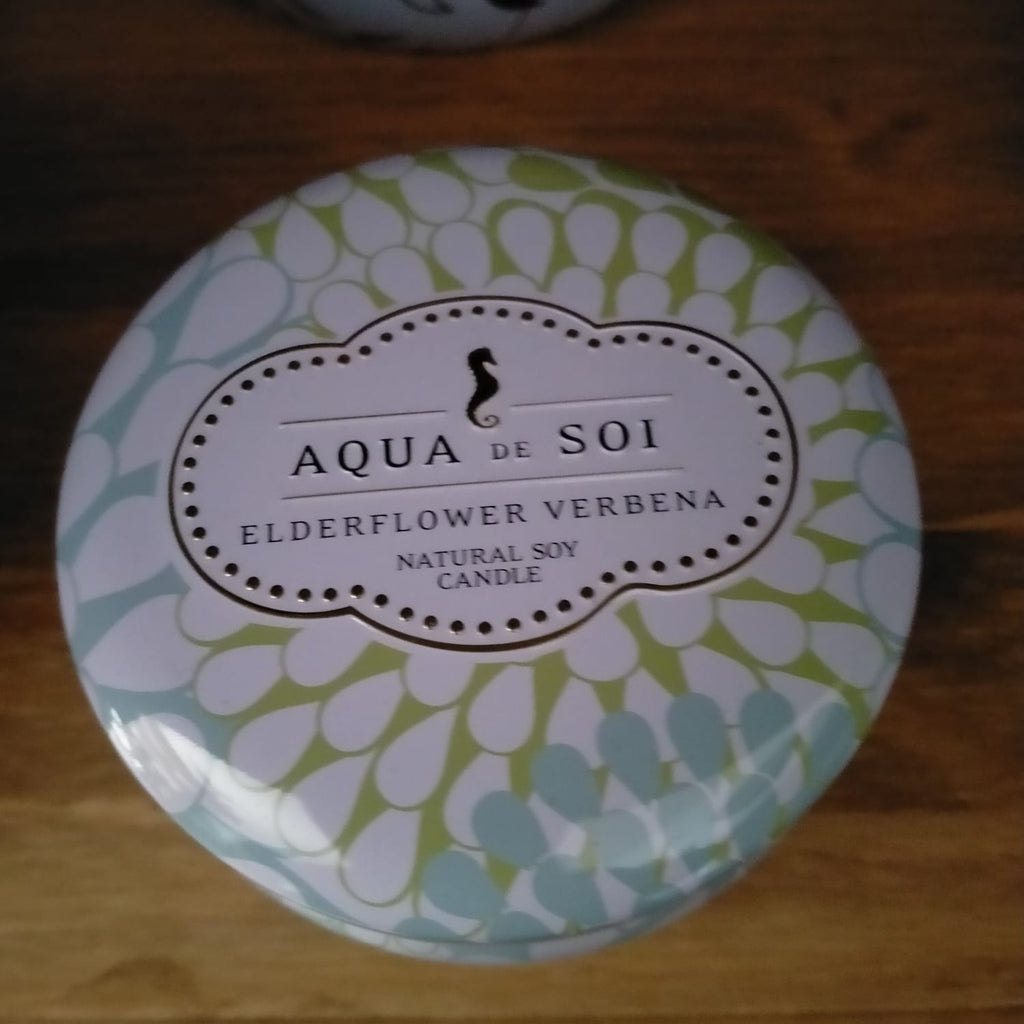 AQUA DE SOI
ELDERFLOWER VERBENA
NATURAL SOY
CANDLE